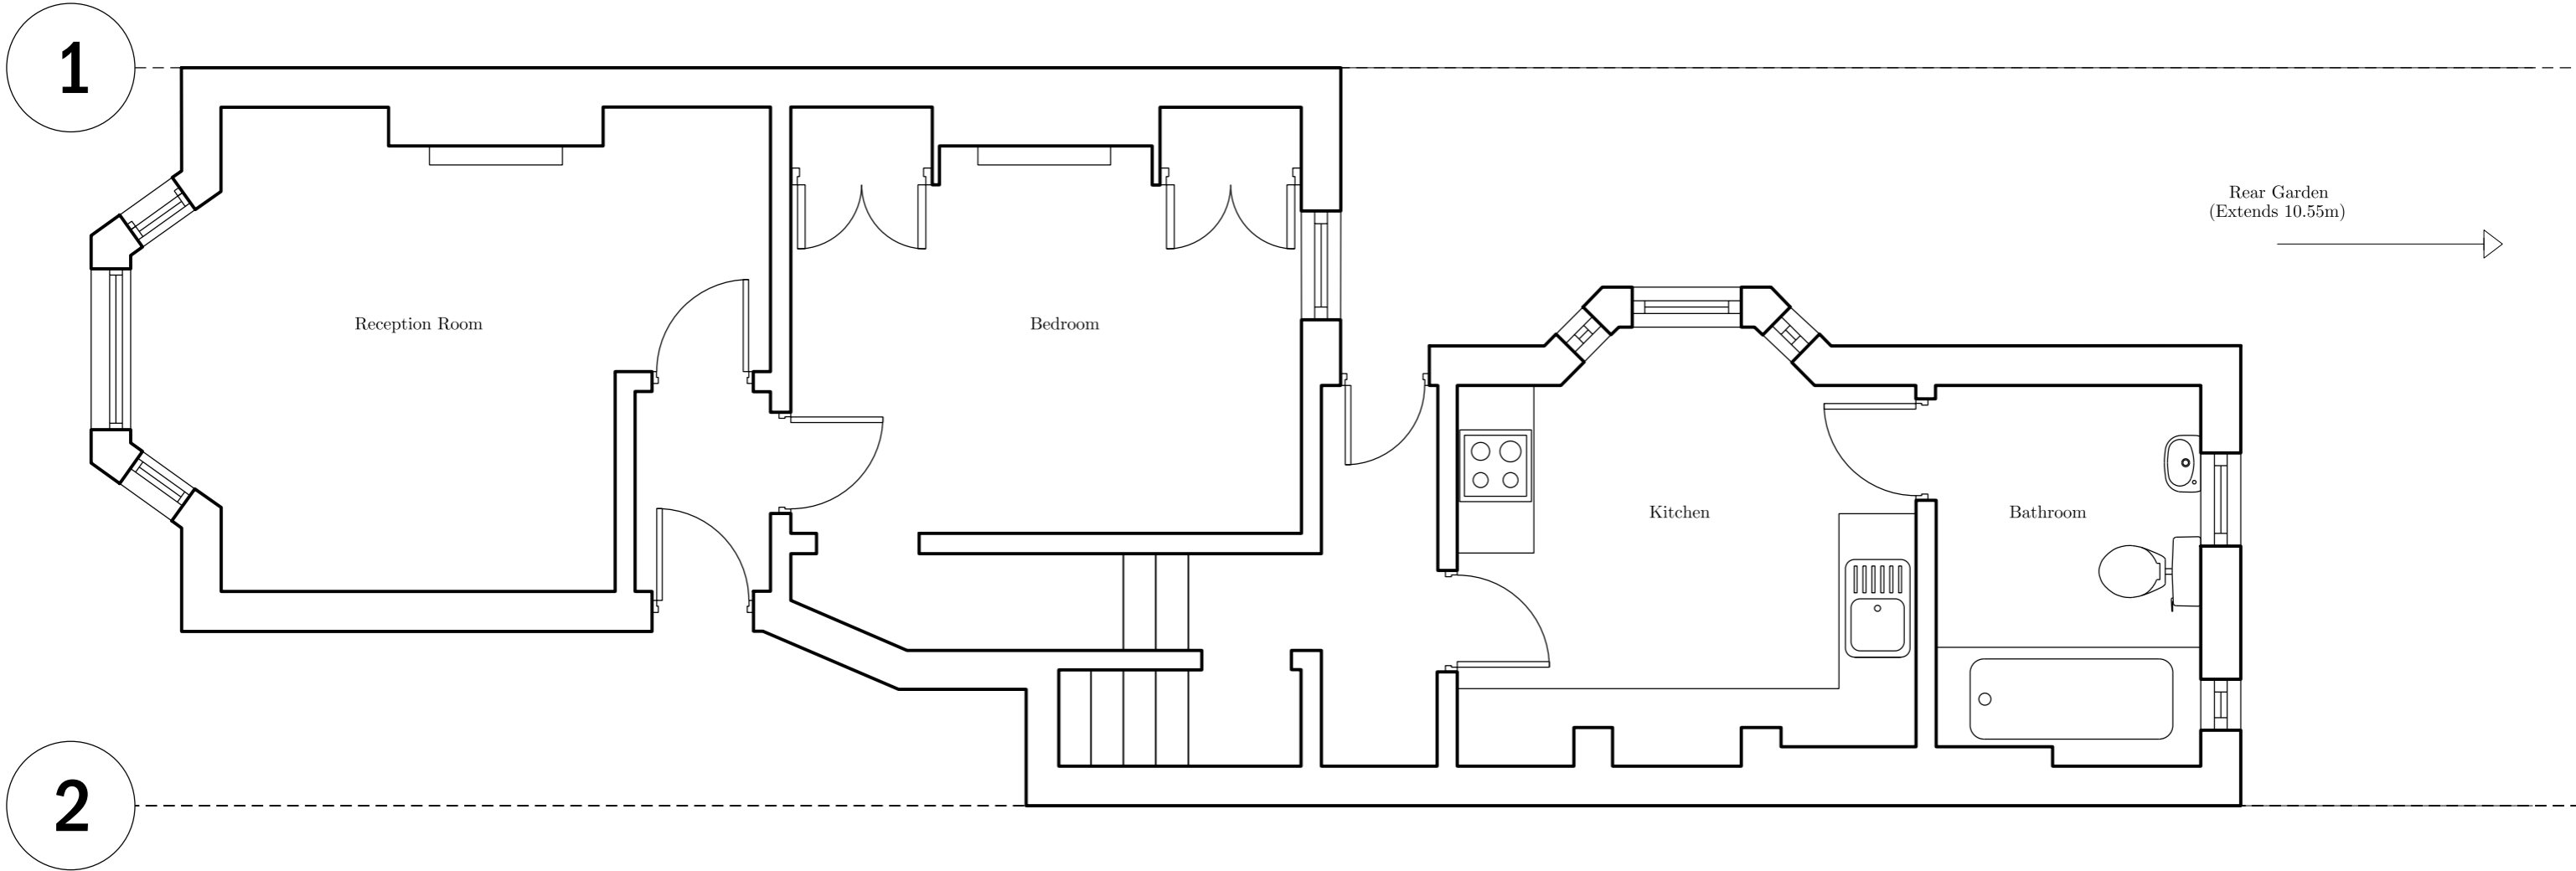 1
Rear Garden
(Extends 10.55m)
Reception Room
Bedroom
Kitchen
Bathroom
2